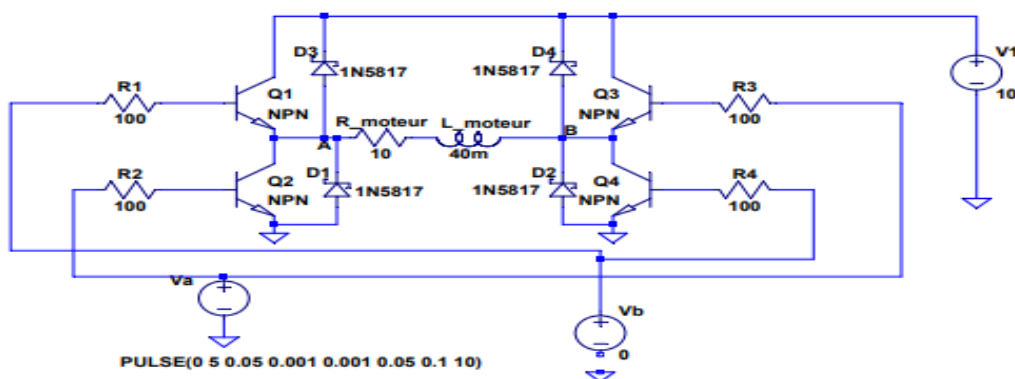 D3
1N5817
D4
1N5817
V1
10
R1
100
Q1
NPN
R_moteur
10
L_moteur
40m
A
B
Q3
NPN
R3
100
R2
100
Q2
NPN
D1
1N5817
D2
1N5817
Q4
NPN
R4
100
Va
Vb
0
PULSE(0 5 0.05 0.001 0.001 0.05 0.1 10)